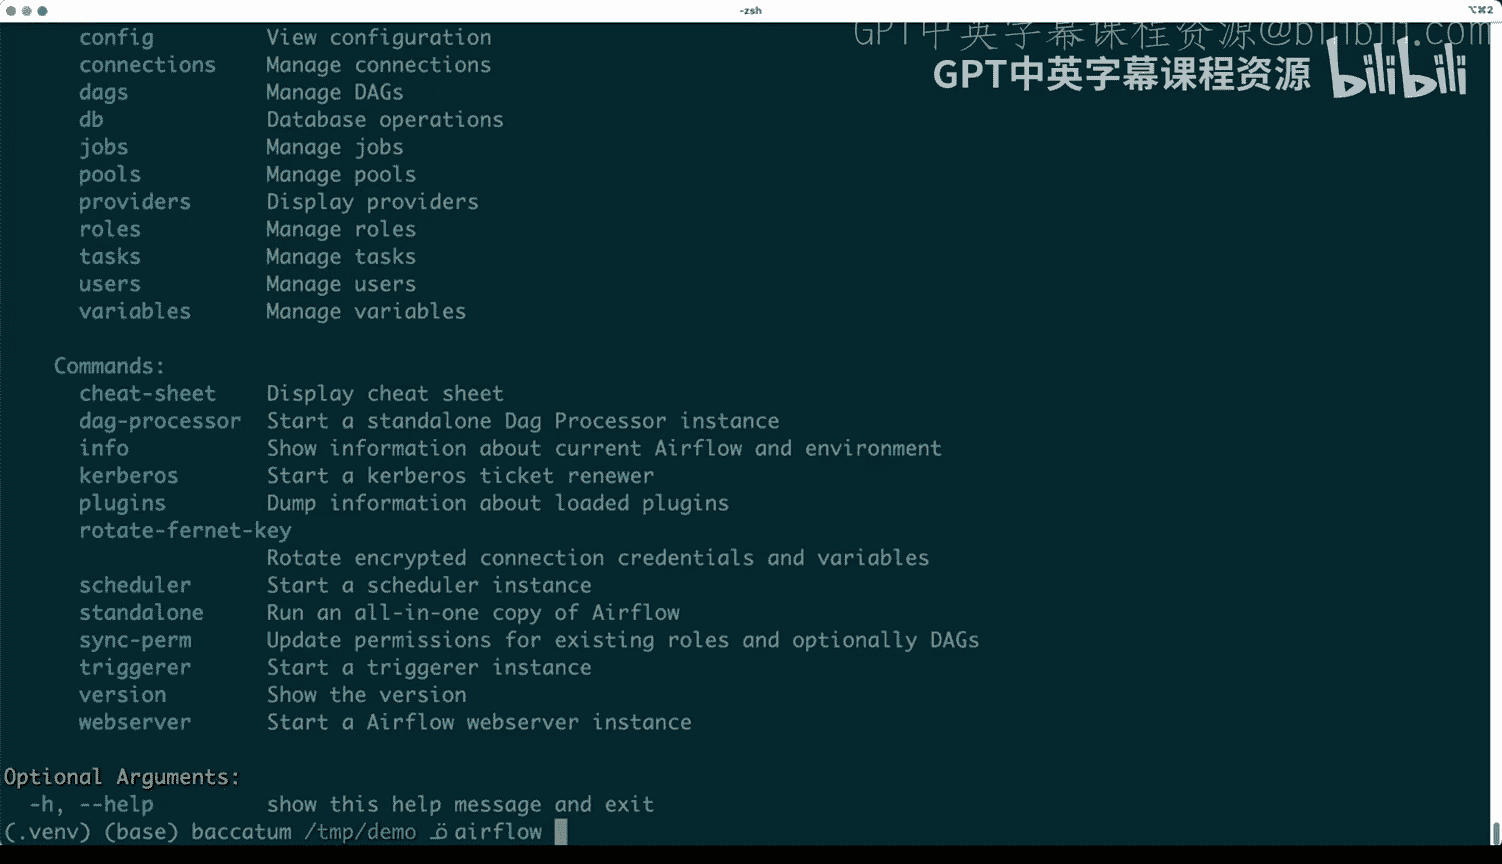 -zsh
⌥⌘2
GPT中英字幕课程资源@bilibili.com
GPT中英字幕课程资源 bilibili
config View configuration
connections Manage connections
dags Manage DAGs
db Database operations
jobs Manage jobs
pools Manage pools
providers Display providers
roles Manage roles
tasks Manage tasks
users Manage users
variables Manage variables
Commands:
cheat-sheet Display cheat sheet
dag-processor Start a standalone Dag Processor instance
info Show information about current Airflow and environment
kerberos Start a kerberos ticket renewer
plugins Dump information about loaded plugins
rotate-fernet-key
Rotate encrypted connection credentials and variables
scheduler Start a scheduler instance
standalone Run an all-in-one copy of Airflow
sync-perm Update permissions for existing roles and optionally DAGs
triggerer Start a triggerer instance
version Show the version
webserver Start a Airflow webserver instance
Optional Arguments:
-h, --help show this help message and exit
(.venv) (base) baccatum /tmp/demo airflow